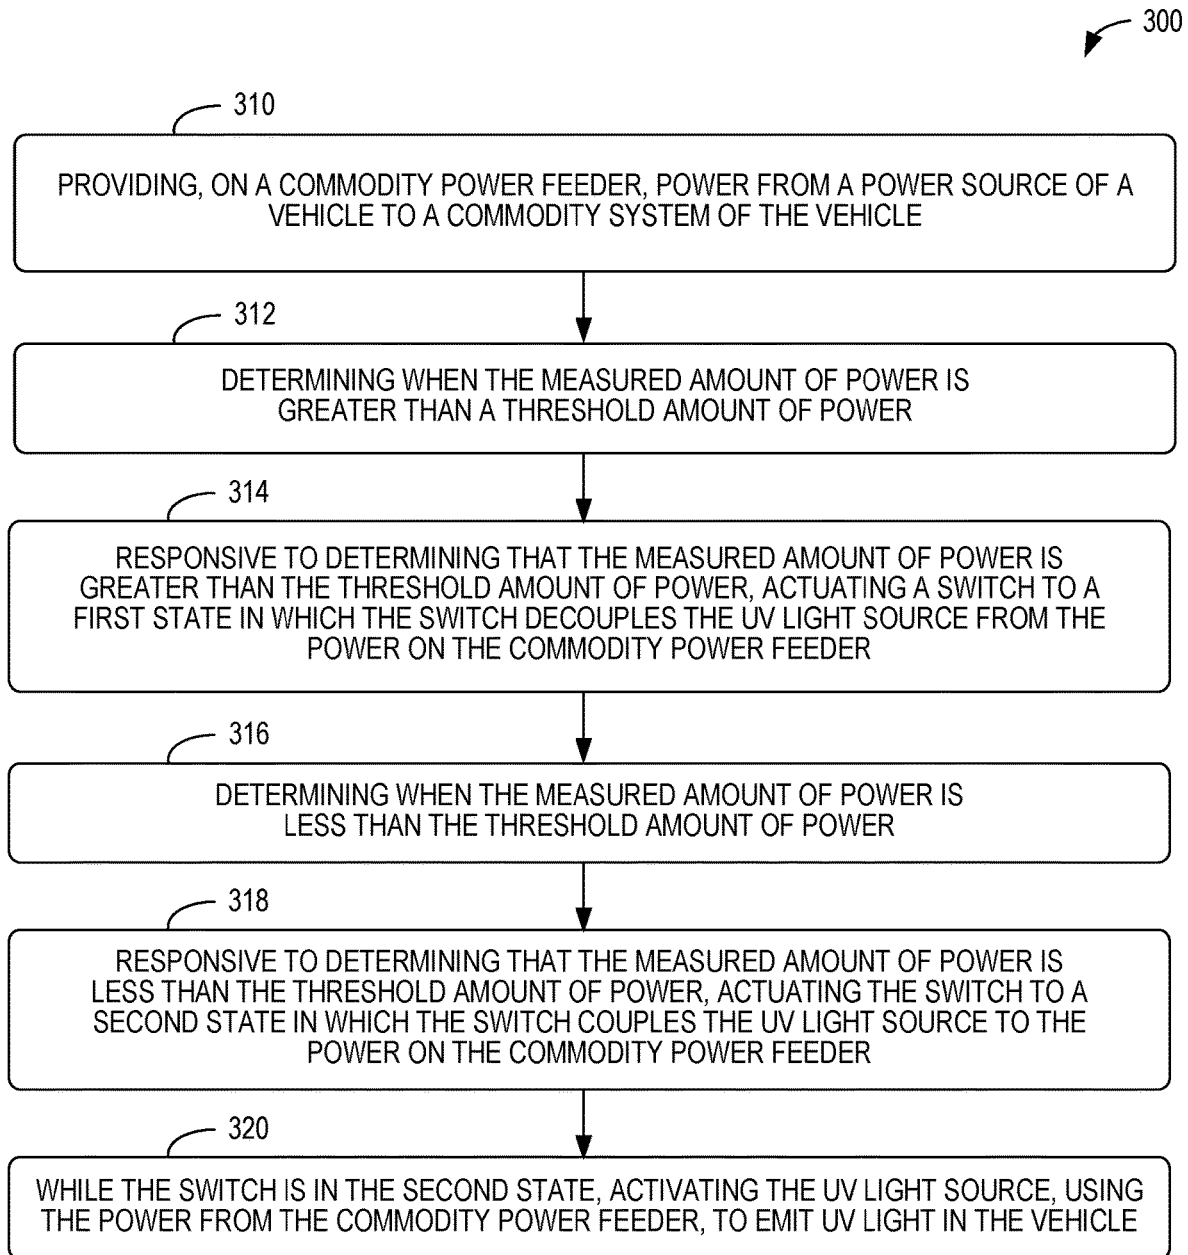 300
310
PROVIDING, ON A COMMODITY POWER FEEDER, POWER FROM A POWER SOURCE OF A
VEHICLE TO A COMMODITY SYSTEM OF THE VEHICLE
312
DETERMINING WHEN THE MEASURED AMOUNT OF POWER IS
GREATER THAN A THRESHOLD AMOUNT OF POWER
314
RESPONSIVE TO DETERMINING THAT THE MEASURED AMOUNT OF POWER IS
GREATER THAN THE THRESHOLD AMOUNT OF POWER, ACTUATING A SWITCH TO A
FIRST STATE IN WHICH THE SWITCH DECOUPLES THE UV LIGHT SOURCE FROM THE
POWER ON THE COMMODITY POWER FEEDER
316
DETERMINING WHEN THE MEASURED AMOUNT OF POWER IS
LESS THAN THE THRESHOLD AMOUNT OF POWER
318
RESPONSIVE TO DETERMINING THAT THE MEASURED AMOUNT OF POWER IS
LESS THAN THE THRESHOLD AMOUNT OF POWER, ACTUATING THE SWITCH TO A
SECOND STATE IN WHICH THE SWITCH COUPLES THE UV LIGHT SOURCE TO THE
POWER ON THE COMMODITY POWER FEEDER
320
WHILE THE SWITCH IS IN THE SECOND STATE, ACTIVATING THE UV LIGHT SOURCE, USING
THE POWER FROM THE COMMODITY POWER FEEDER, TO EMIT UV LIGHT IN THE VEHICLE